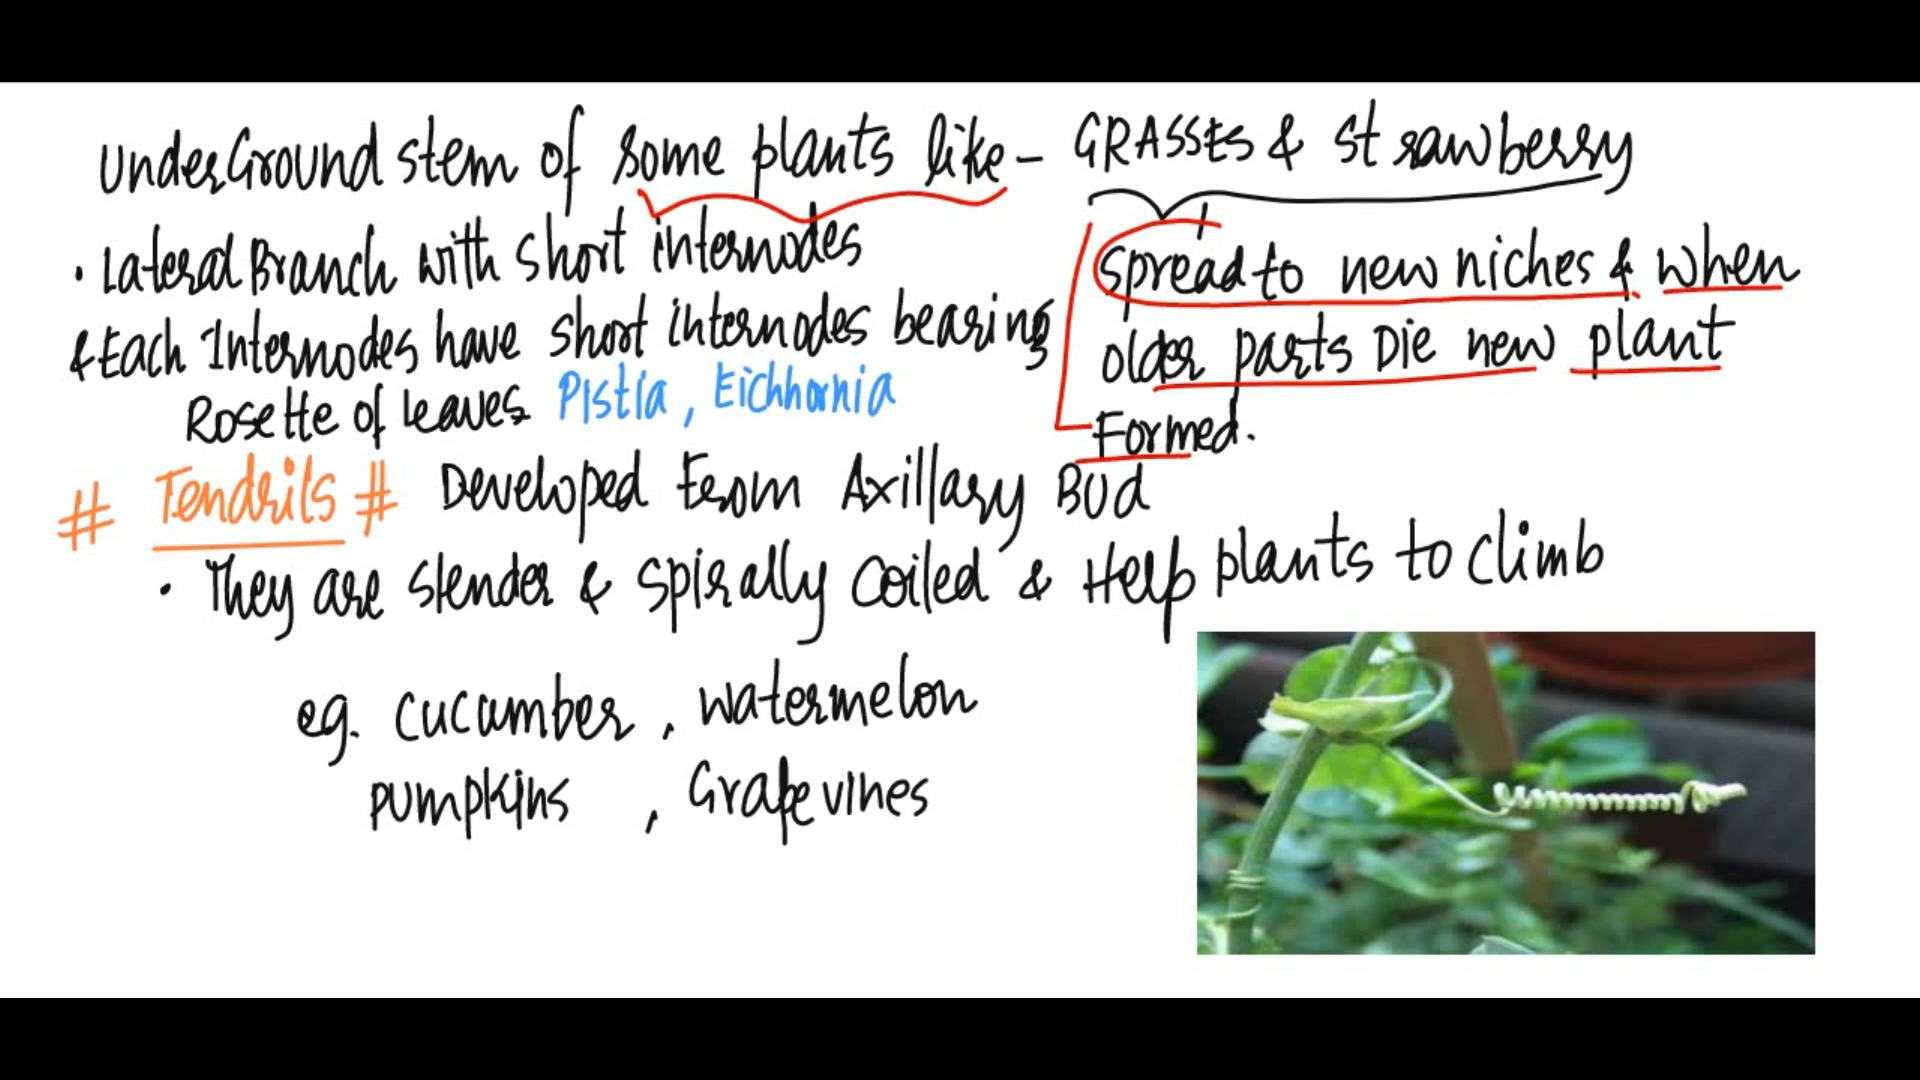 UnderGround stem of some plants like - GRASSES & strawberry
spread to new niches & when
older parts Die new plant
Formed.
• Lateral Branch with short internodes
& Each Internodes have short internodes bearing
Rosette of leaves Pistia, Eichhornia
# Tendrils # Developed From Axillary BUd
• They are slender & spirally coiled & Help plants to climb
eg. cucumber, watermelon
pumpkins, Grapevines